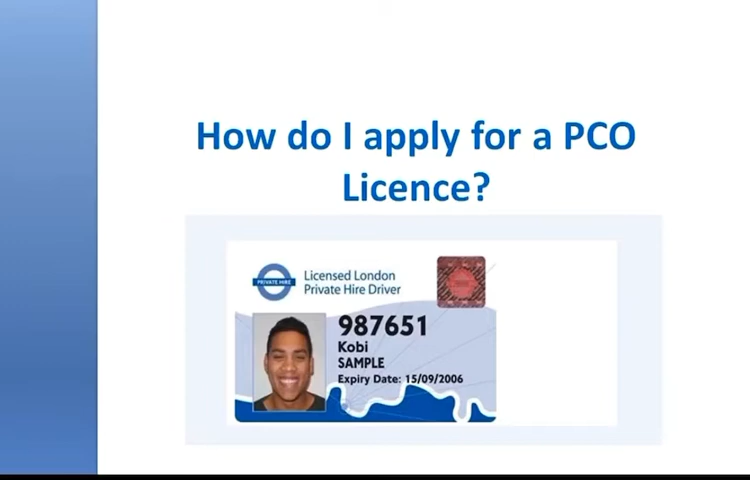 How do I apply for a PCO
Licence?
PRIVATE HIRE
Licensed London
Private Hire Driver
987651
Kobi
SAMPLE
Expiry Date: 15/09/2006